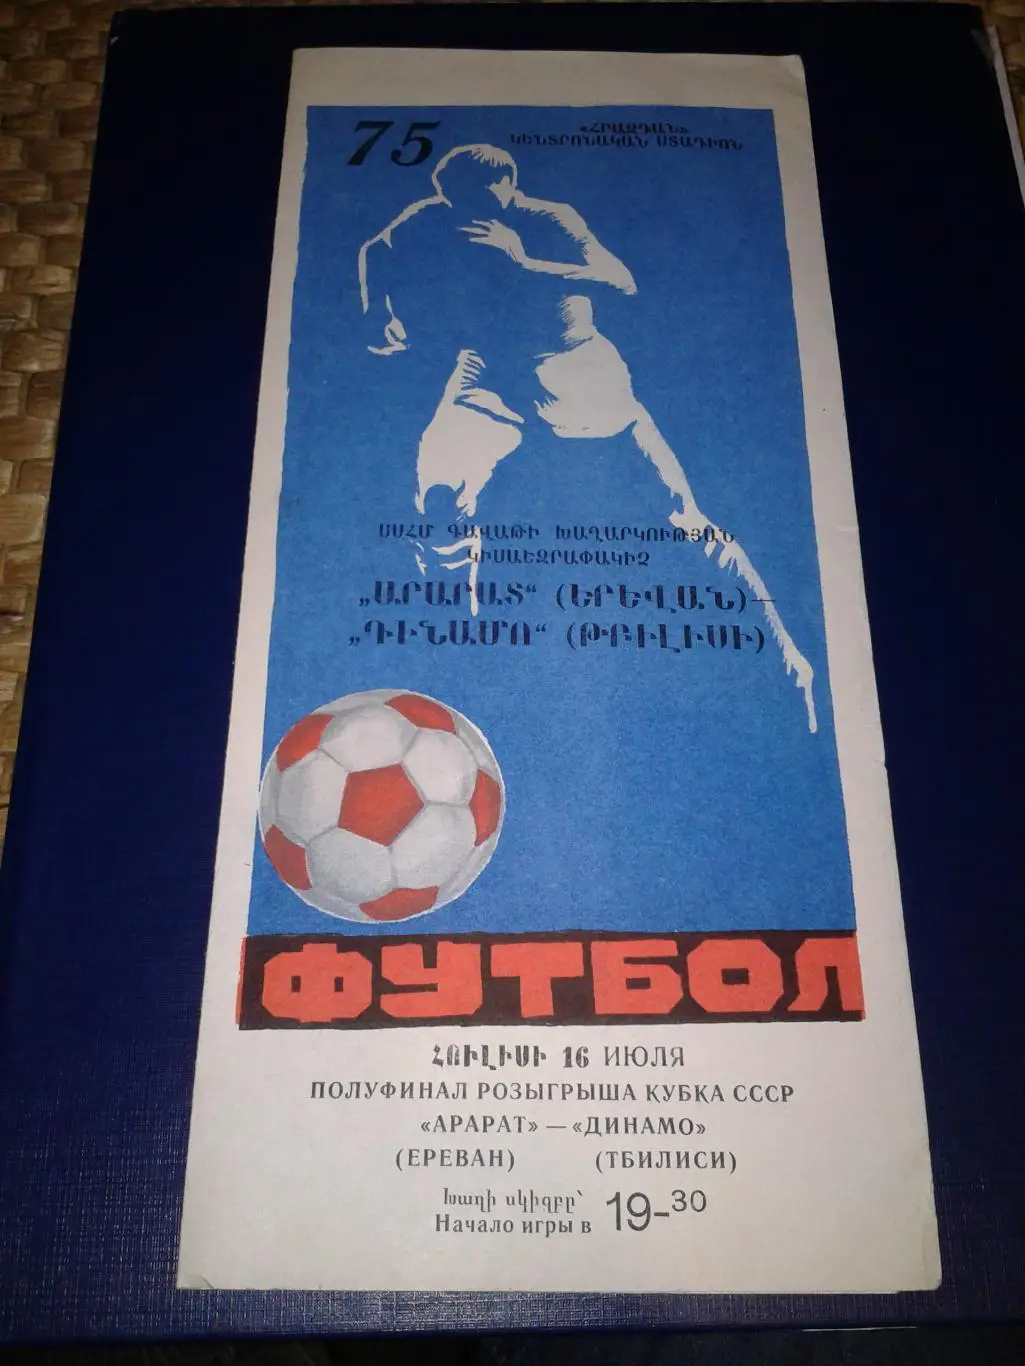 75
«ՀՐԱԶԴԱՆ»
ԿԵՆՏՐՈՆԱԿԱՆ ՍՏԱԴԻՈՆ
ՍՍՀՄ ԳԱՎԱԹԻ ԽԱՂԱՐԿՈՒԹՅԱՆ
ԿԻՍԱԵԶՐԱՓԱԿԻՉ
„ԱՐԱՐԱՏ“ (ԵՐԵՎԱՆ)—
„ԴԻՆԱՄՈ“ (ԹԲԻԼԻՍԻ)
ФУТБОЛ
ՀՈՒԼԻՍԻ 16 ИЮЛЯ
ПОЛУФИНАЛ РОЗЫГРЫША КУБКА СССР
«АРАРАТ» — «ДИНАМО»
(ЕРЕВАН) (ТБИЛИСИ)
Խաղի սկիզբը՝
Начало игры в 19-30